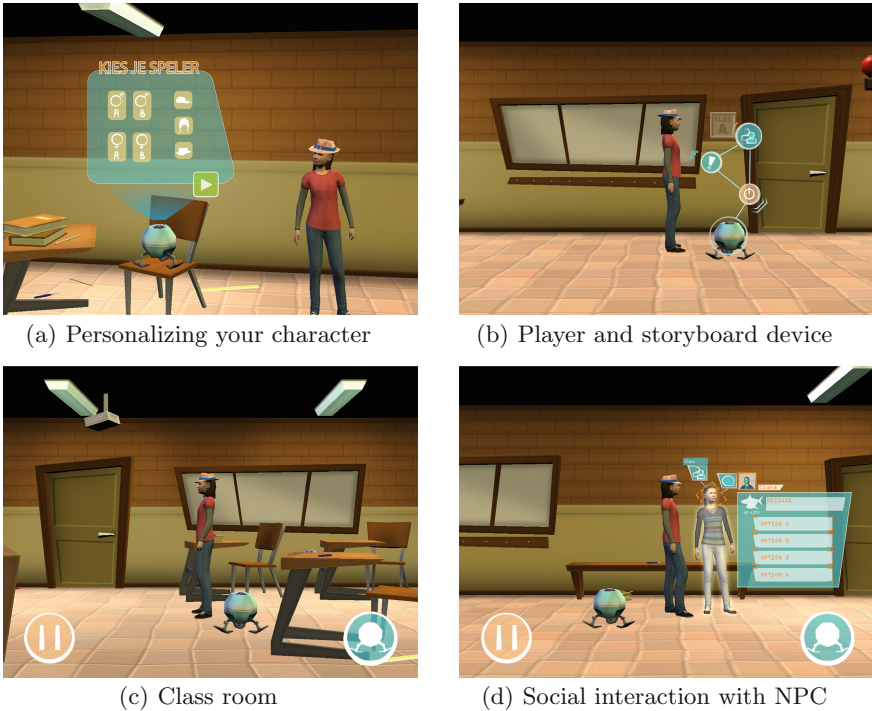 KIES JE SPELER
A B
A B
(a) Personalizing your character
KLAS
A
(b) Player and storyboard device
(c) Class room
MESSAGE
OPTION 1
OPTION 2
OPTION 3
OPTION 4
(d) Social interaction with NPC